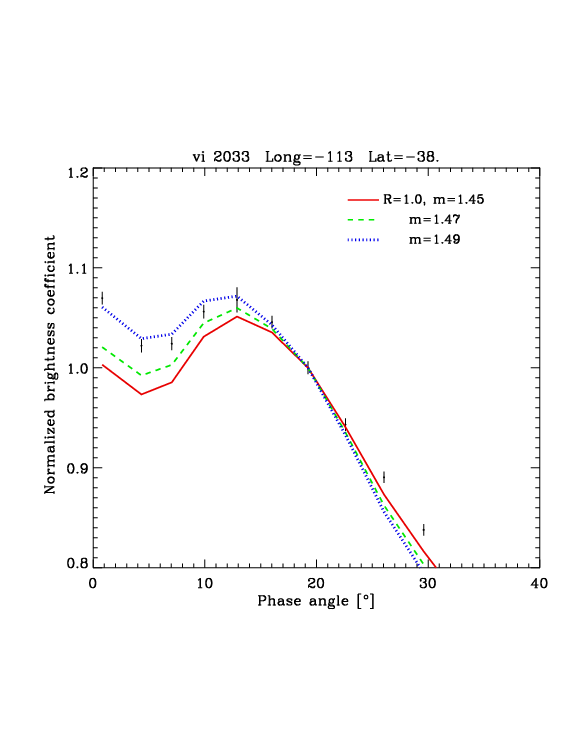 vi 2033 Long=-113 Lat=-38.
R=1.0, m=1.45
m=1.47
m=1.49
Normalized brightness coefficient
1.2
1.1
1.0
0.9
0.8
0 10 20 30 40
Phase angle [°]